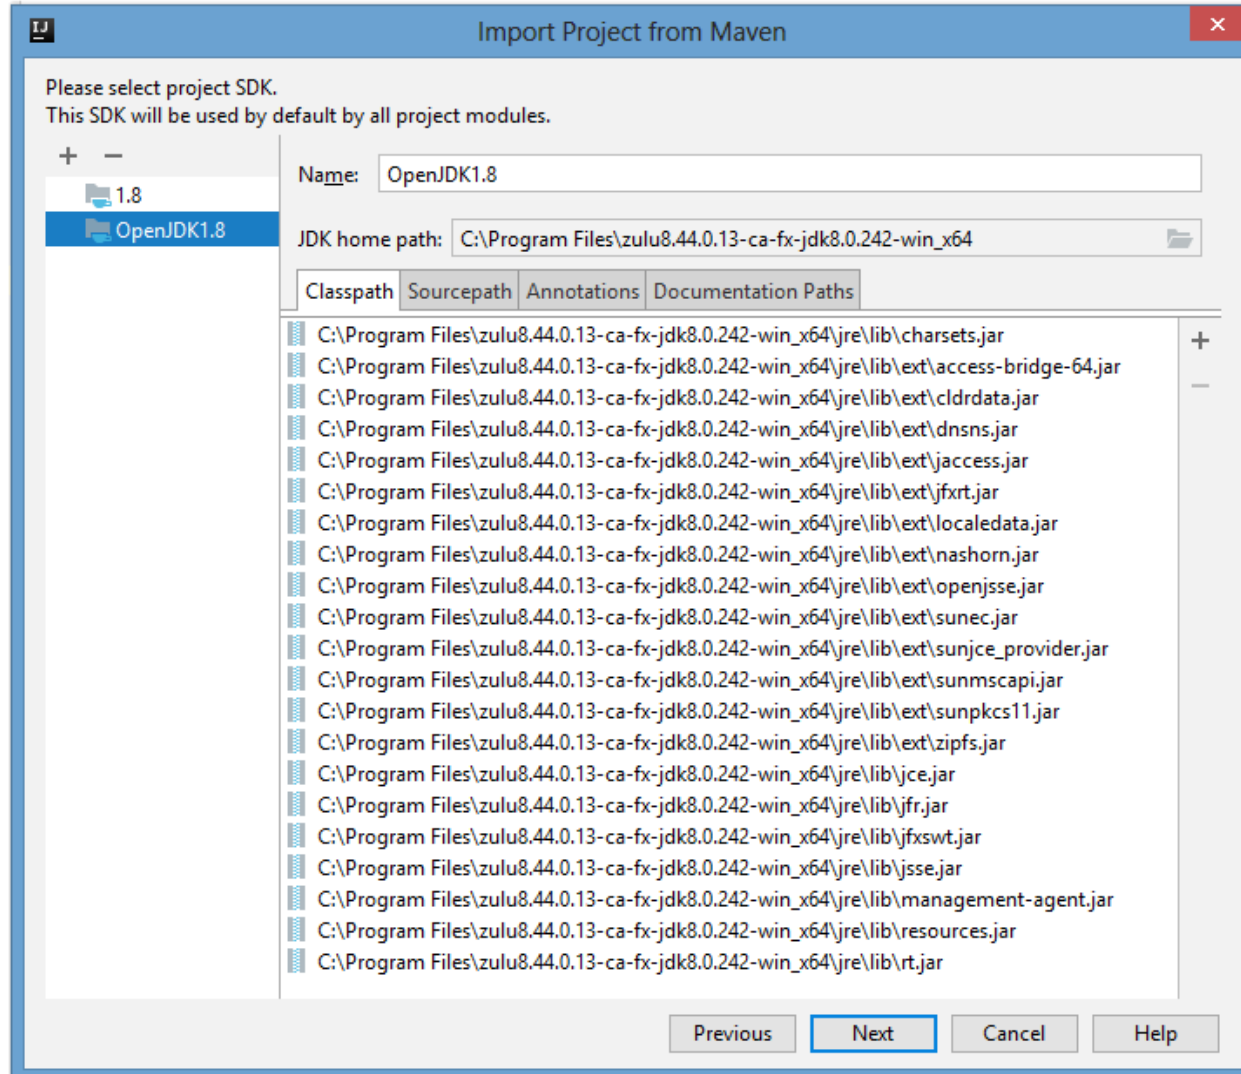 IJ
Import Project from Maven
Please select project SDK.
This SDK will be used by default by all project modules.
1.8
OpenJDK1.8
Name: OpenJDK1.8
JDK home path: C:\Program Files\zulu8.44.0.13-ca-fx-jdk8.0.242-win_x64
Classpath Sourcepath Annotations Documentation Paths
C:\Program Files\zulu8.44.0.13-ca-fx-jdk8.0.242-win_x64\jre\lib\charsets.jar
C:\Program Files\zulu8.44.0.13-ca-fx-jdk8.0.242-win_x64\jre\lib\ext\access-bridge-64.jar
C:\Program Files\zulu8.44.0.13-ca-fx-jdk8.0.242-win_x64\jre\lib\ext\cldrdata.jar
C:\Program Files\zulu8.44.0.13-ca-fx-jdk8.0.242-win_x64\jre\lib\ext\dnsns.jar
C:\Program Files\zulu8.44.0.13-ca-fx-jdk8.0.242-win_x64\jre\lib\ext\jaccess.jar
C:\Program Files\zulu8.44.0.13-ca-fx-jdk8.0.242-win_x64\jre\lib\ext\jfxrt.jar
C:\Program Files\zulu8.44.0.13-ca-fx-jdk8.0.242-win_x64\jre\lib\ext\localedata.jar
C:\Program Files\zulu8.44.0.13-ca-fx-jdk8.0.242-win_x64\jre\lib\ext\nashorn.jar
C:\Program Files\zulu8.44.0.13-ca-fx-jdk8.0.242-win_x64\jre\lib\ext\openjsse.jar
C:\Program Files\zulu8.44.0.13-ca-fx-jdk8.0.242-win_x64\jre\lib\ext\sunec.jar
C:\Program Files\zulu8.44.0.13-ca-fx-jdk8.0.242-win_x64\jre\lib\ext\sunjce_provider.jar
C:\Program Files\zulu8.44.0.13-ca-fx-jdk8.0.242-win_x64\jre\lib\ext\sunmscapi.jar
C:\Program Files\zulu8.44.0.13-ca-fx-jdk8.0.242-win_x64\jre\lib\ext\sunpkcs11.jar
C:\Program Files\zulu8.44.0.13-ca-fx-jdk8.0.242-win_x64\jre\lib\ext\zipfs.jar
C:\Program Files\zulu8.44.0.13-ca-fx-jdk8.0.242-win_x64\jre\lib\jce.jar
C:\Program Files\zulu8.44.0.13-ca-fx-jdk8.0.242-win_x64\jre\lib\jfr.jar
C:\Program Files\zulu8.44.0.13-ca-fx-jdk8.0.242-win_x64\jre\lib\jfxswt.jar
C:\Program Files\zulu8.44.0.13-ca-fx-jdk8.0.242-win_x64\jre\lib\jsse.jar
C:\Program Files\zulu8.44.0.13-ca-fx-jdk8.0.242-win_x64\jre\lib\management-agent.jar
C:\Program Files\zulu8.44.0.13-ca-fx-jdk8.0.242-win_x64\jre\lib\resources.jar
C:\Program Files\zulu8.44.0.13-ca-fx-jdk8.0.242-win_x64\jre\lib\rt.jar
Previous Next Cancel Help